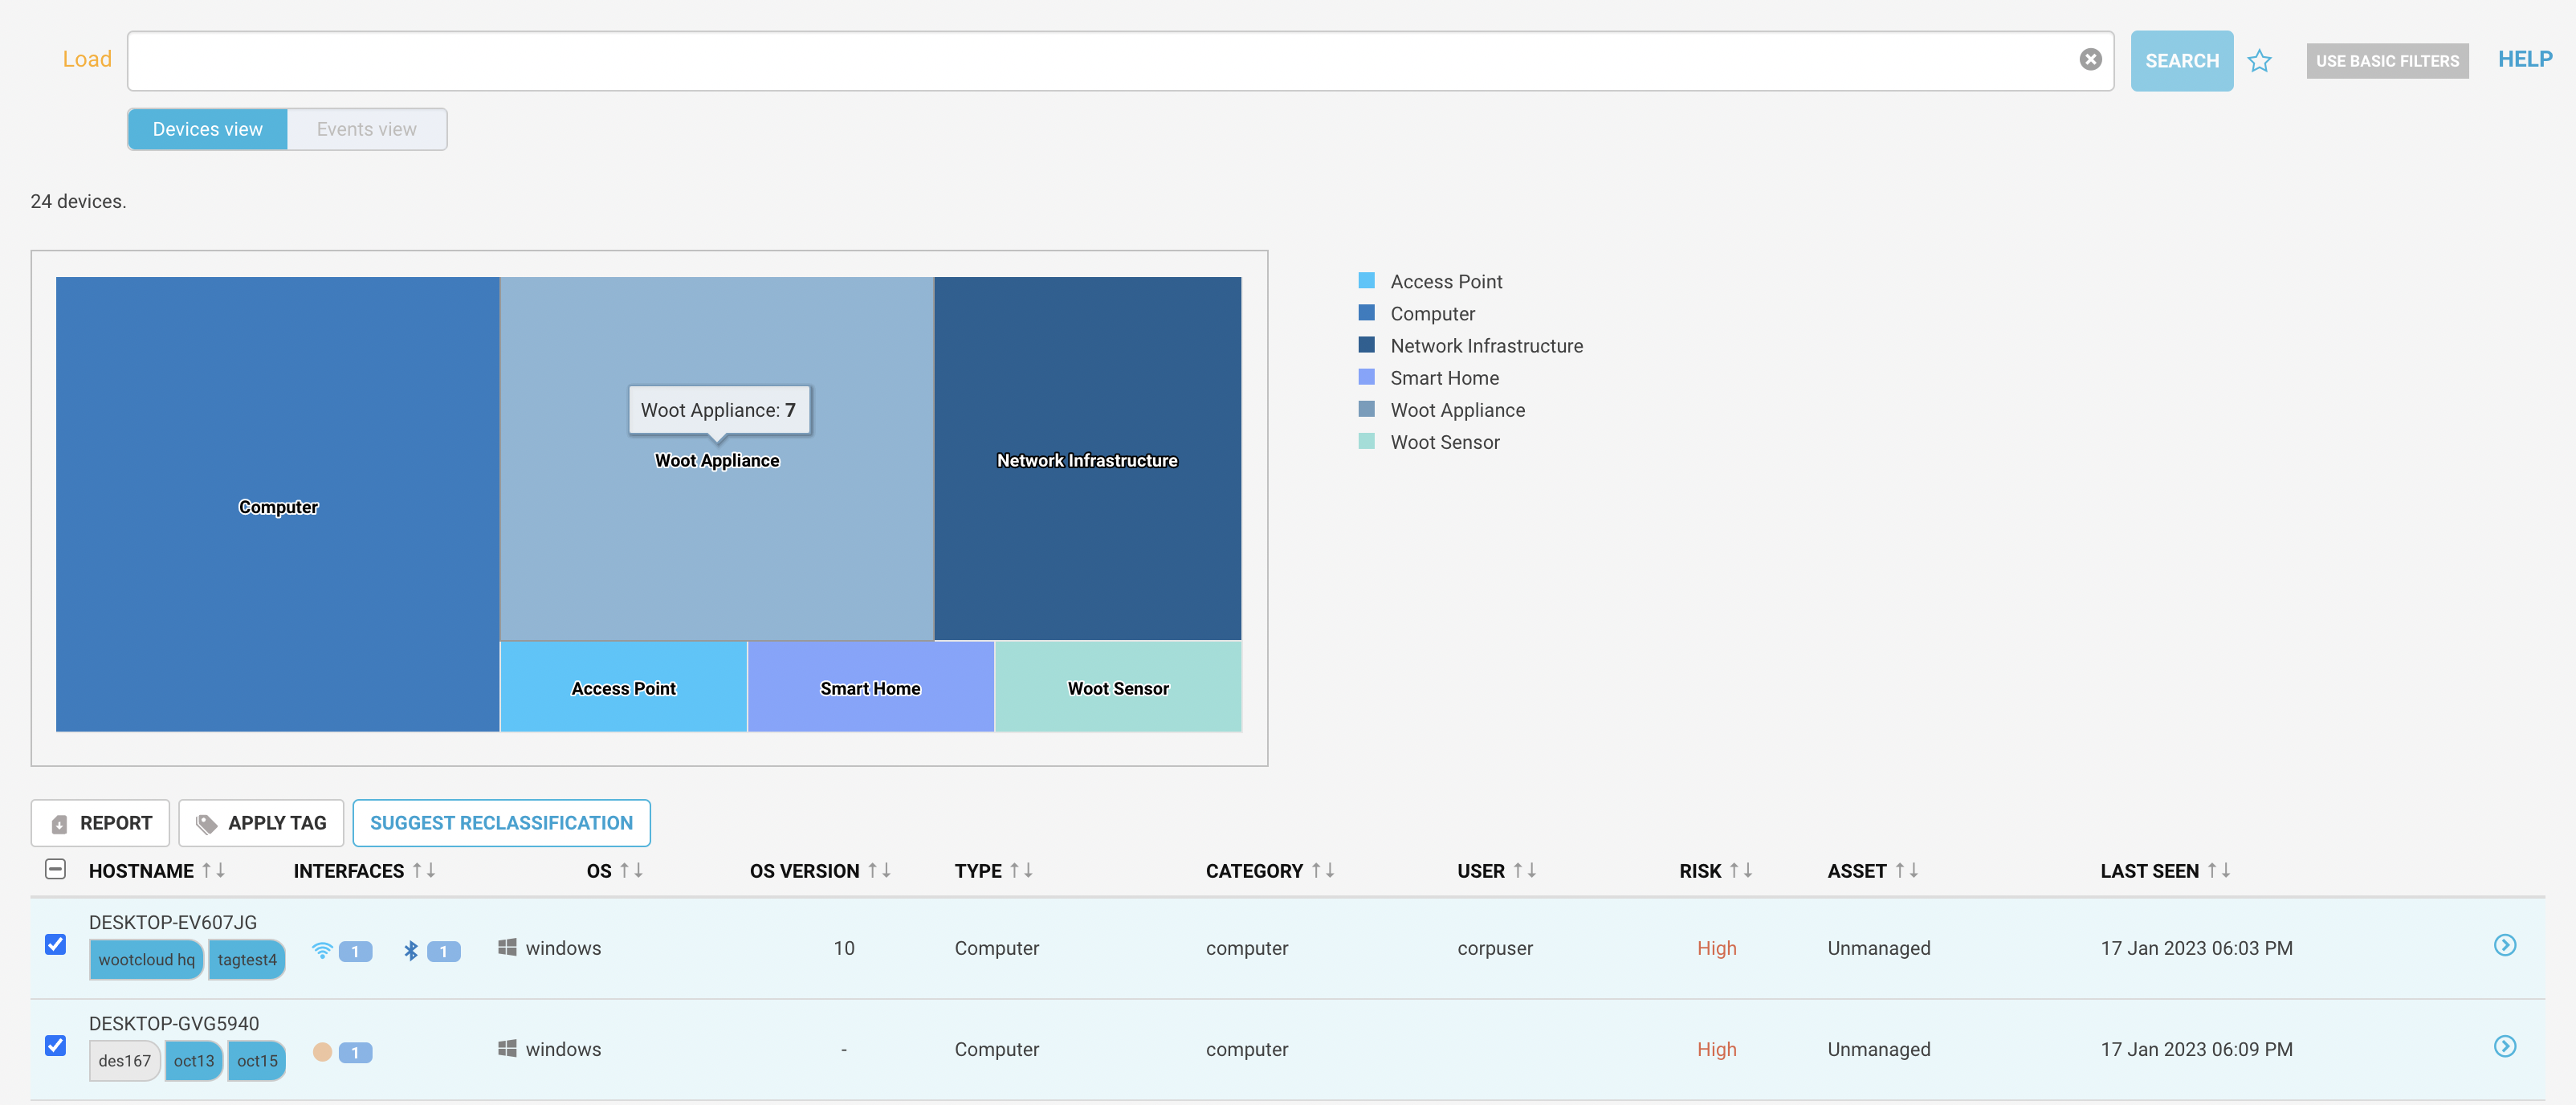 Load
SEARCH
USE BASIC FILTERS
HELP
Devices view
Events view
24 devices.
Computer
Woot Appliance: 7
Woot Appliance
Network Infrastructure
Access Point
Smart Home
Woot Sensor
Access Point
Computer
Network Infrastructure
Smart Home
Woot Appliance
Woot Sensor
REPORT
APPLY TAG
SUGGEST RECLASSIFICATION
HOSTNAME INTERFACES OS OS VERSION TYPE CATEGORY USER RISK ASSET LAST SEEN
DESKTOP-EV607JG
wootcloud hq tagtest4 1 1 windows 10 Computer computer corpuser High Unmanaged 17 Jan 2023 06:03 PM
DESKTOP-GVG5940
des167 oct13 oct15 1 windows - Computer computer High Unmanaged 17 Jan 2023 06:09 PM